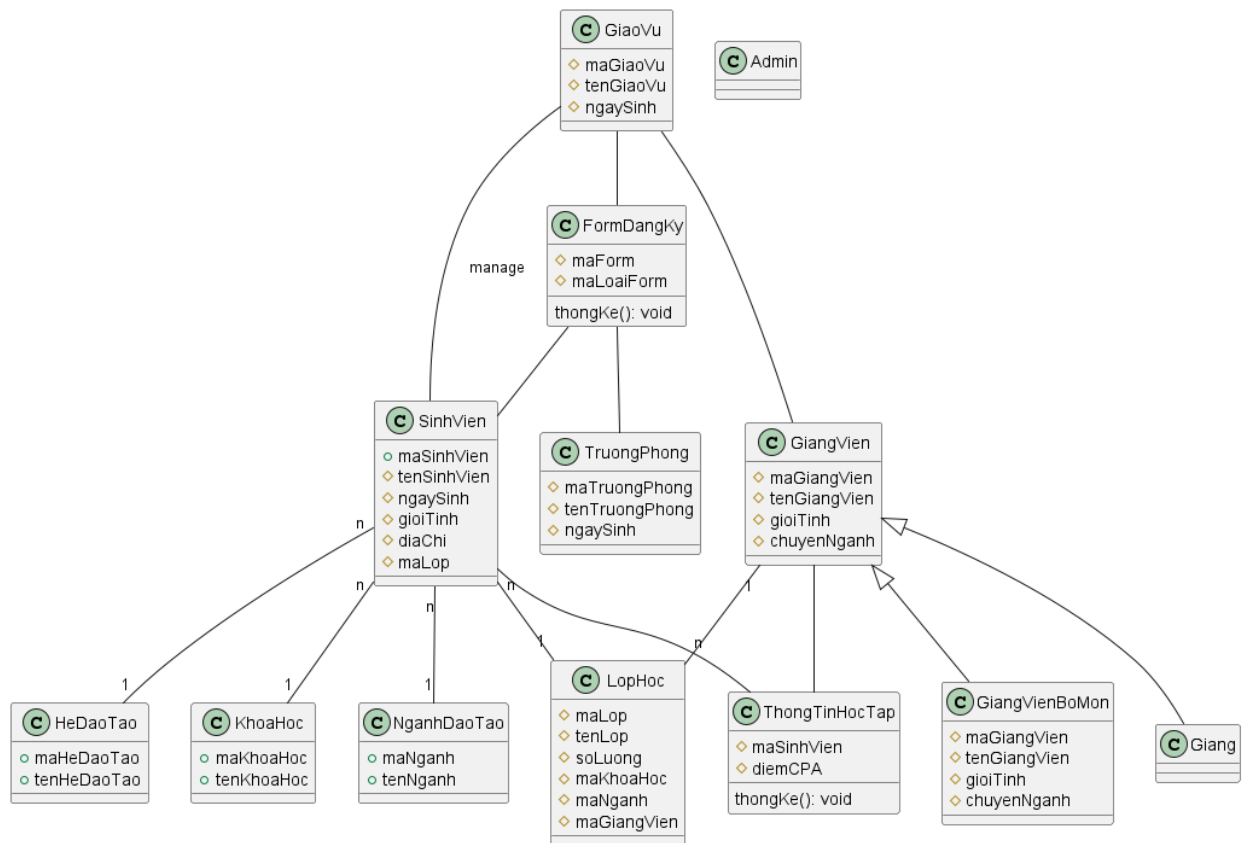 C GiaoVu
maGiaoVu
tenGiaoVu
ngaySinh
C Admin
C FormDangKy
maForm
maLoaiForm
thongKe(): void
manage
C SinhVien
maSinhVien
tenSinhVien
ngaySinh
gioiTinh
diaChi
maLop
C TruongPhong
maTruongPhong
tenTruongPhong
ngaySinh
C GiangVien
maGiangVien
tenGiangVien
gioiTinh
chuyenNganh
n
n
n
n
1
1
1
1
1
n
C HeDaoTao
maHeDaoTao
tenHeDaoTao
C KhoaHoc
maKhoaHoc
tenKhoaHoc
C NganhDaoTao
maNganh
tenNganh
C LopHoc
maLop
tenLop
soLuong
maKhoaHoc
maNganh
maGiangVien
C ThongTinHocTap
maSinhVien
diemCPA
thongKe(): void
C GiangVienBoMon
maGiangVien
tenGiangVien
gioiTinh
chuyenNganh
C Giang